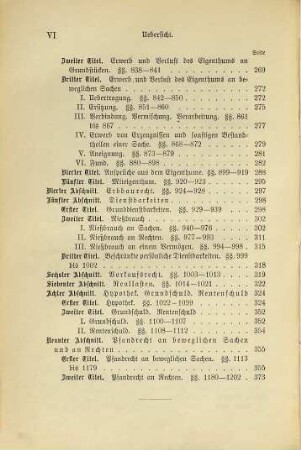 VI Uebersicht.
Seite
Zweiter Titel. Erwerb und Verlust des Eigenthums an
Grundstücken. §§. 838—841 269
Dritter Titel. Erwerb und Verlust des Eigenthums an be-
weglichen Sachen 272
I. Uebertragung. §§. 842—850 272
II. Ersitzung. §§. 851—860 275
III. Verbindung. Vermischung. Verarbeitung. §§. 861
bis 867 277
IV. Erwerb von Erzeugnissen und sonstigen Bestand-
theilen einer Sache. §§. 868—872 279
V. Aneignung. §§. 873—879 281
VI. Fund. §§. 880—898 282
Vierter Titel. Ansprüche aus dem Eigenthume. §§. 899—919 288
Fünfter Titel. Miteigenthum. §§. 920—923 295
Vierter Abschnitt. Erbbaurecht. §§. 924—928 297
Fünfter Abschnitt. Dienstbarkeiten 298
Erster Titel. Grunddienstbarkeiten. §§. 929—939 298
Zweiter Titel. Nießbrauch 302
I. Nießbrauch an Sachen. §§. 940—976 302
II. Nießbrauch an Rechten. §§. 977—993 311
III. Nießbrauch an einem Vermögen. §§. 994—998 315
Dritter Titel. Beschränkte persönliche Dienstbarkeiten. §§. 999
bis 1002 318
Sechster Abschnitt. Vorkaufsrecht. §§. 1003—1013 319
Siebenter Abschnitt. Reallasten. §§. 1014—1021 322
Achter Abschnitt. Hypothek. Grundschuld. Rentenschuld 324
Erster Titel. Hypothek. §§. 1022—1099 324
Zweiter Titel. Grundschuld. Rentenschuld 352
I. Grundschuld. §§. 1100—1107 352
II. Rentenschuld. §§. 1108—1112 354
Neunter Abschnitt. Pfandrecht an beweglichen Sachen
und an Rechten 355
Erster Titel. Pfandrecht an beweglichen Sachen. §§. 1113
bis 1179 355
Zweiter Titel. Pfandrecht an Rechten. §§. 1180—1202 373